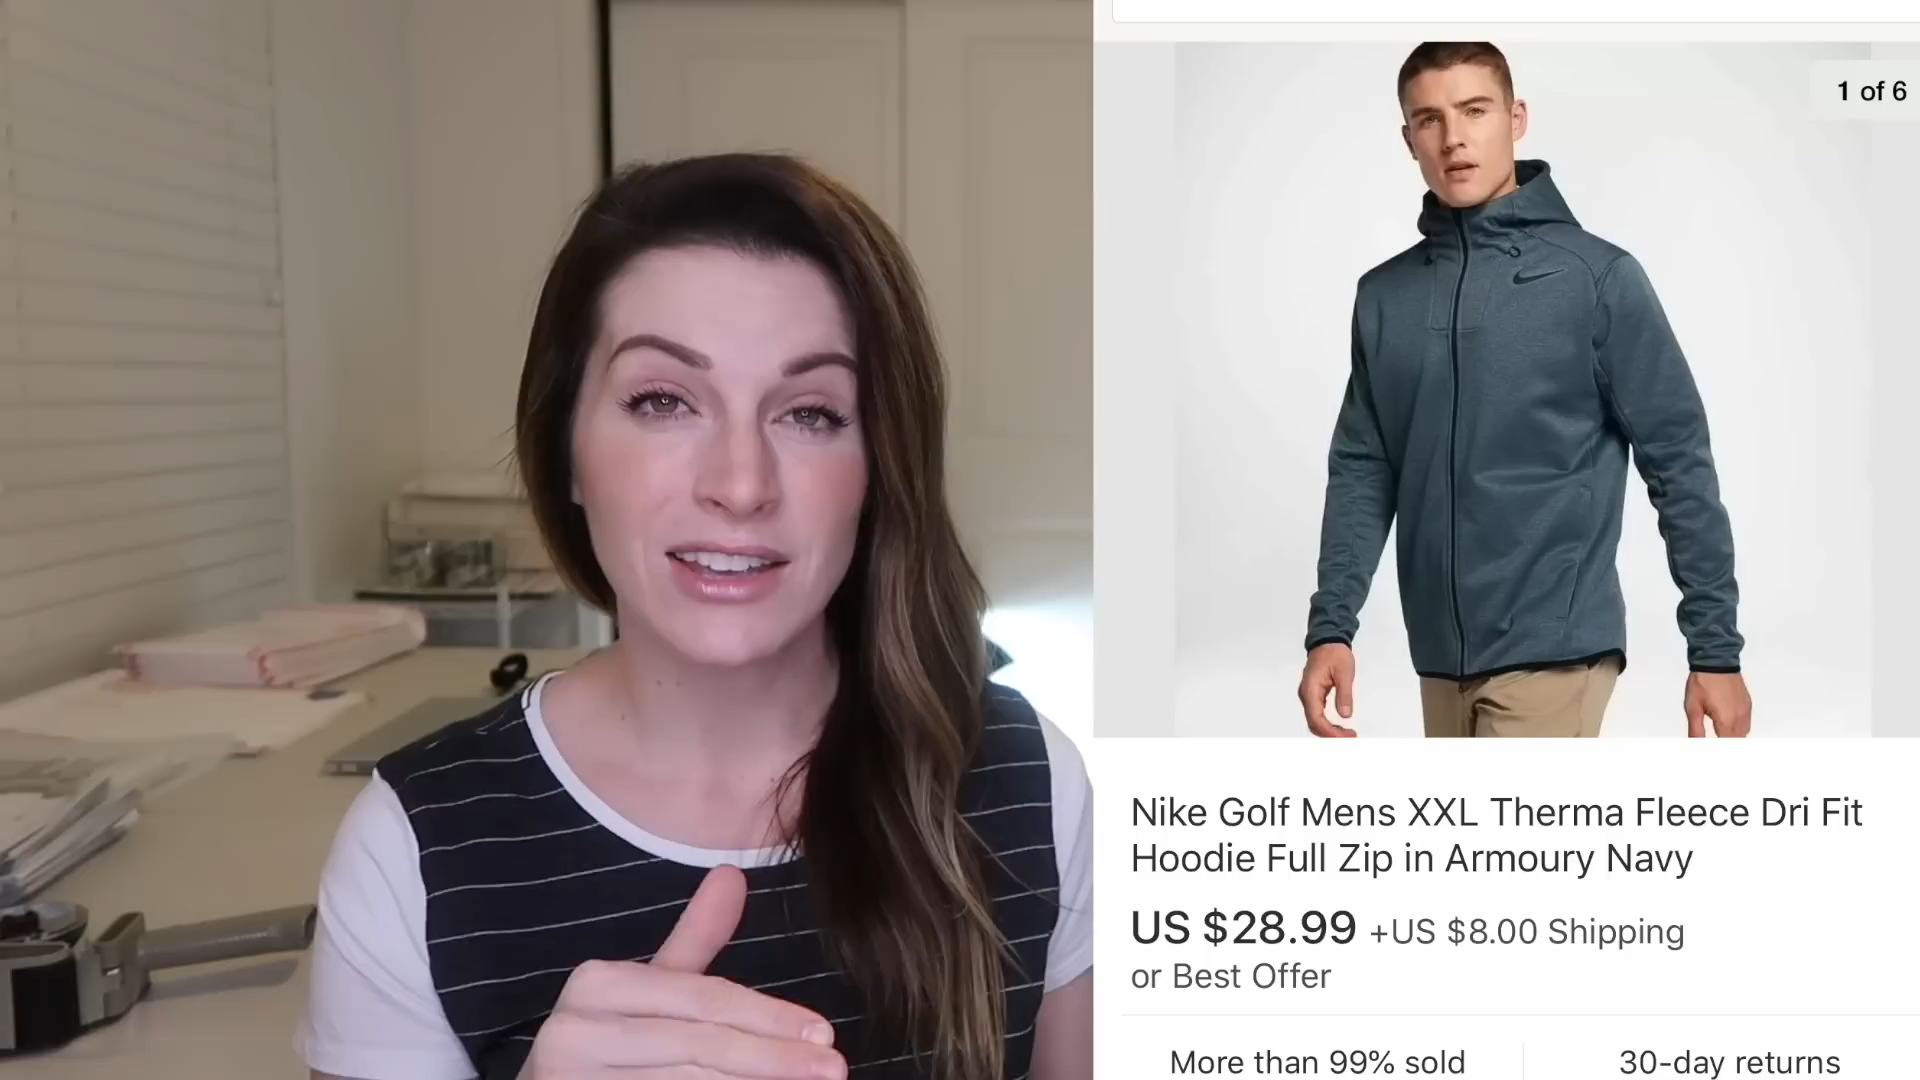 1 of 6
Nike Golf Mens XXL Therma Fleece Dri Fit
Hoodie Full Zip in Armoury Navy
US $28.99 +US $8.00 Shipping
or Best Offer
More than 99% sold
30-day returns